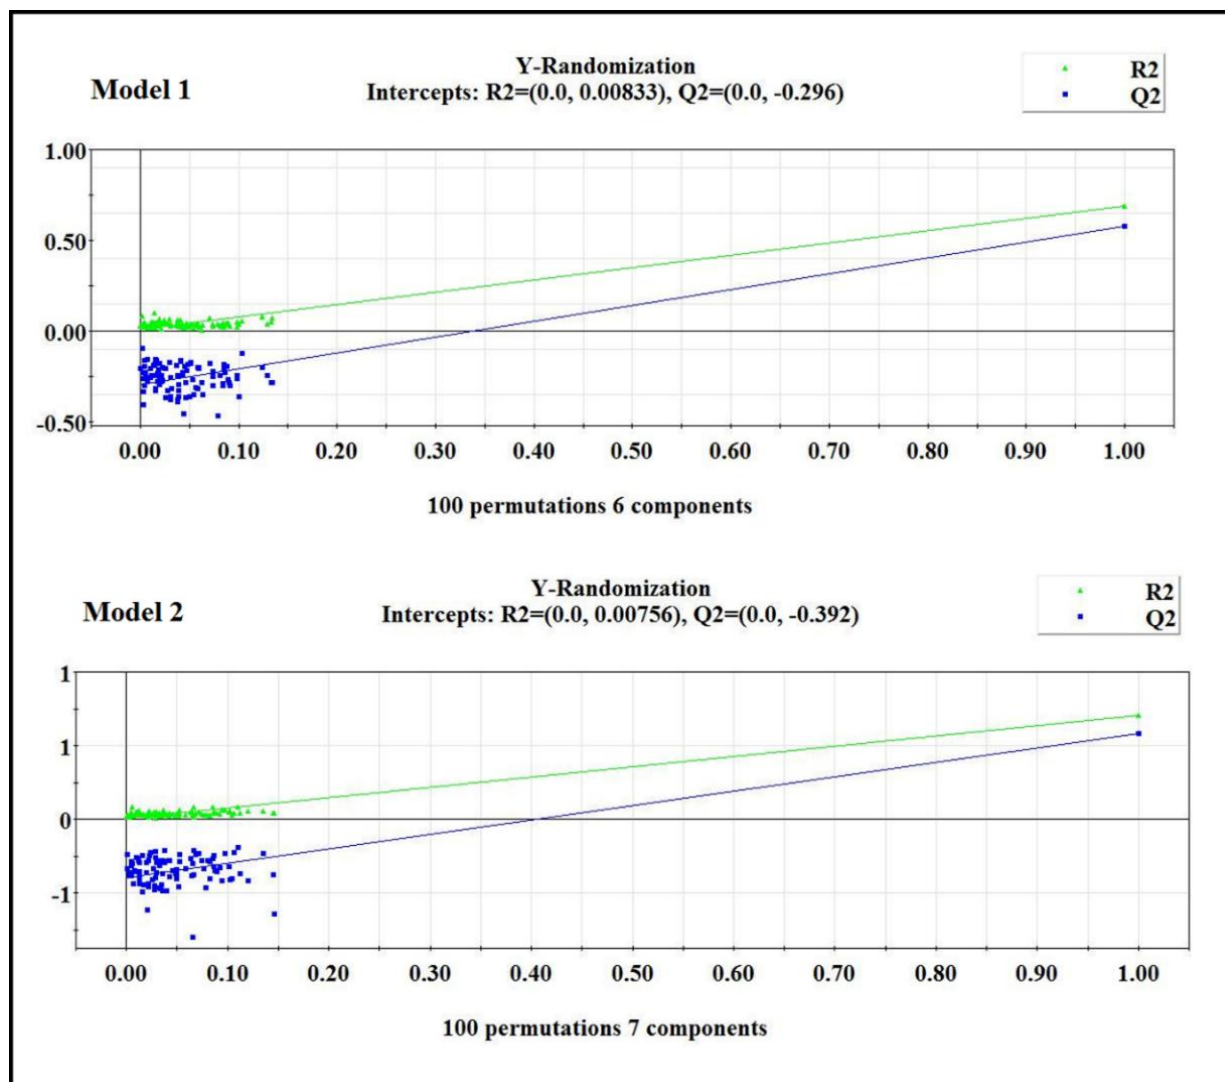 Model 1
Y-Randomization
Intercepts: R2=(0.0, 0.00833), Q2=(0.0, -0.296)
R2
Q2
1.00
0.50
0.00
-0.50
0.00 0.10 0.20 0.30 0.40 0.50 0.60 0.70 0.80 0.90 1.00
100 permutations 6 components
Model 2
Y-Randomization
Intercepts: R2=(0.0, 0.00756), Q2=(0.0, -0.392)
R2
Q2
1
1
0
-1
0.00 0.10 0.20 0.30 0.40 0.50 0.60 0.70 0.80 0.90 1.00
100 permutations 7 components